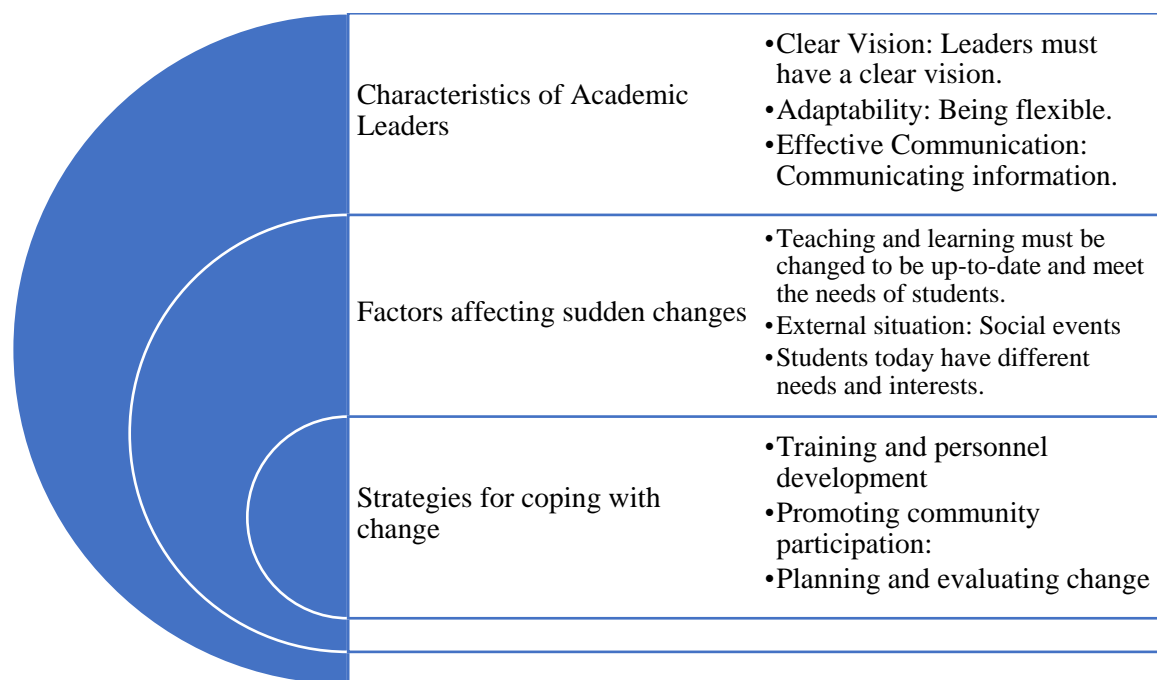 Characteristics of Academic
Leaders
•Clear Vision: Leaders must
have a clear vision.
•Adaptability: Being flexible.
•Effective Communication:
Communicating information.
Factors affecting sudden changes
•Teaching and learning must be
changed to be up-to-date and meet
the needs of students.
•External situation: Social events
•Students today have different
needs and interests.
Strategies for coping with
change
•Training and personnel
development
•Promoting community
participation:
•Planning and evaluating change